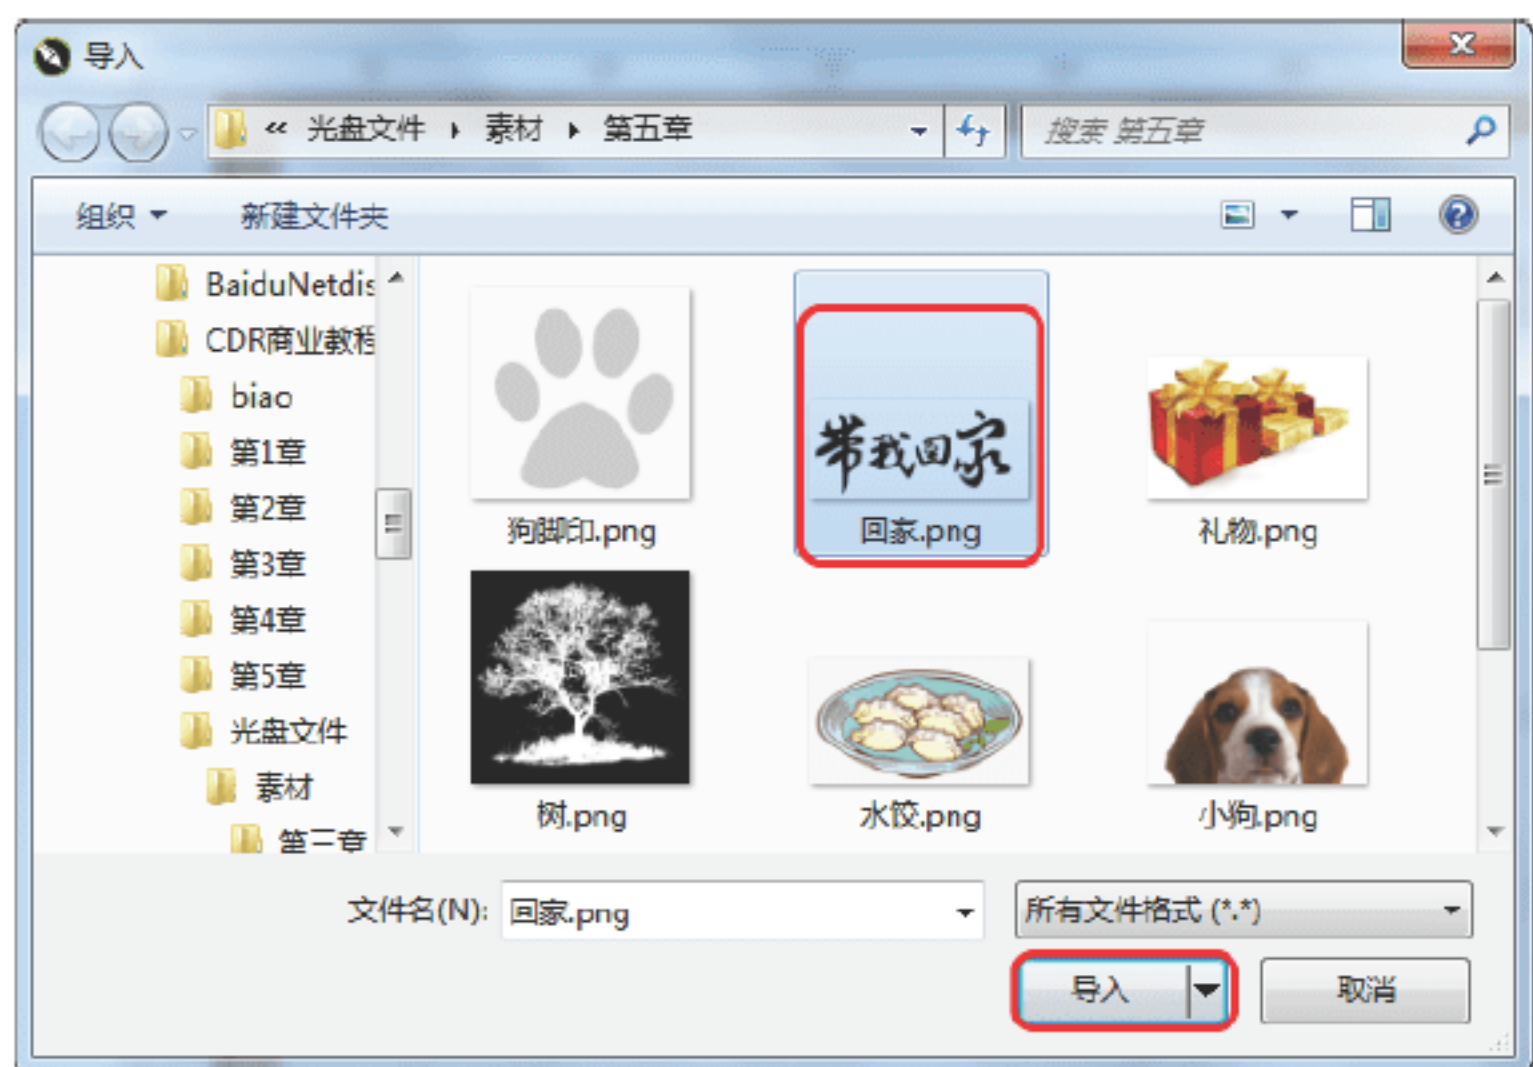 导入
« 光盘文件 ▸ 素材 ▸ 第五章
搜索 第五章
组织
新建文件夹
BaiduNetdis
CDR商业教程
biao
第1章
第2章
第3章
第4章
第5章
光盘文件
素材
第三章
狗脚印.png
带我回家
回家.png
礼物.png
树.png
水饺.png
小狗.png
文件名(N): 回家.png
所有文件格式 (*.*)
导入
取消